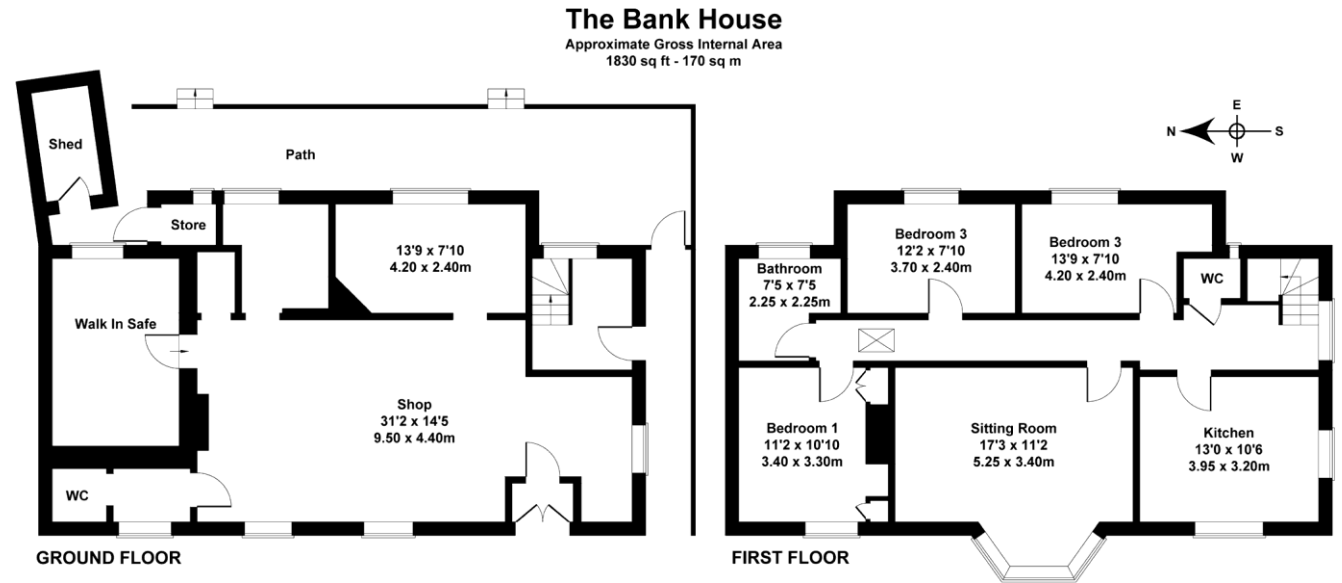 The Bank House
Approximate Gross Internal Area
1830 sq ft - 170 sq m
E
N
S
W
Shed
Path
Store
13'9 x 7'10
4.20 x 2.40m
Walk In Safe
Shop
31'2 x 14'5
9.50 x 4.40m
WC
GROUND FLOOR
Bedroom 3
12'2 x 7'10
3.70 x 2.40m
Bedroom 3
13'9 x 7'10
4.20 x 2.40m
Bathroom
7'5 x 7'5
2.25 x 2.25m
WC
Bedroom 1
11'2 x 10'10
3.40 x 3.30m
Sitting Room
17'3 x 11'2
5.25 x 3.40m
Kitchen
13'0 x 10'6
3.95 x 3.20m
FIRST FLOOR